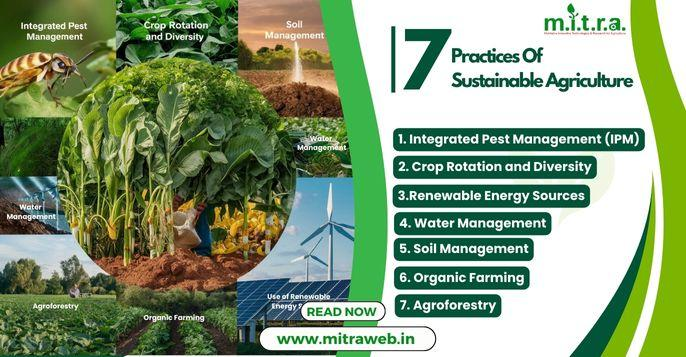 Integrated Pest
Management
Crop Rotation
and Diversity
Soil
Management
Water
Management
Water
Management
Agroforestry
Organic Farming
Use of Renewable
Energy
READ NOW
www.mitraweb.in
m.i.t.r.a.
7
Practices Of
Sustainable Agriculture
1. Integrated Pest Management (IPM)
2. Crop Rotation and Diversity
3.Renewable Energy Sources
4. Water Management
5. Soil Management
6. Organic Farming
7. Agroforestry